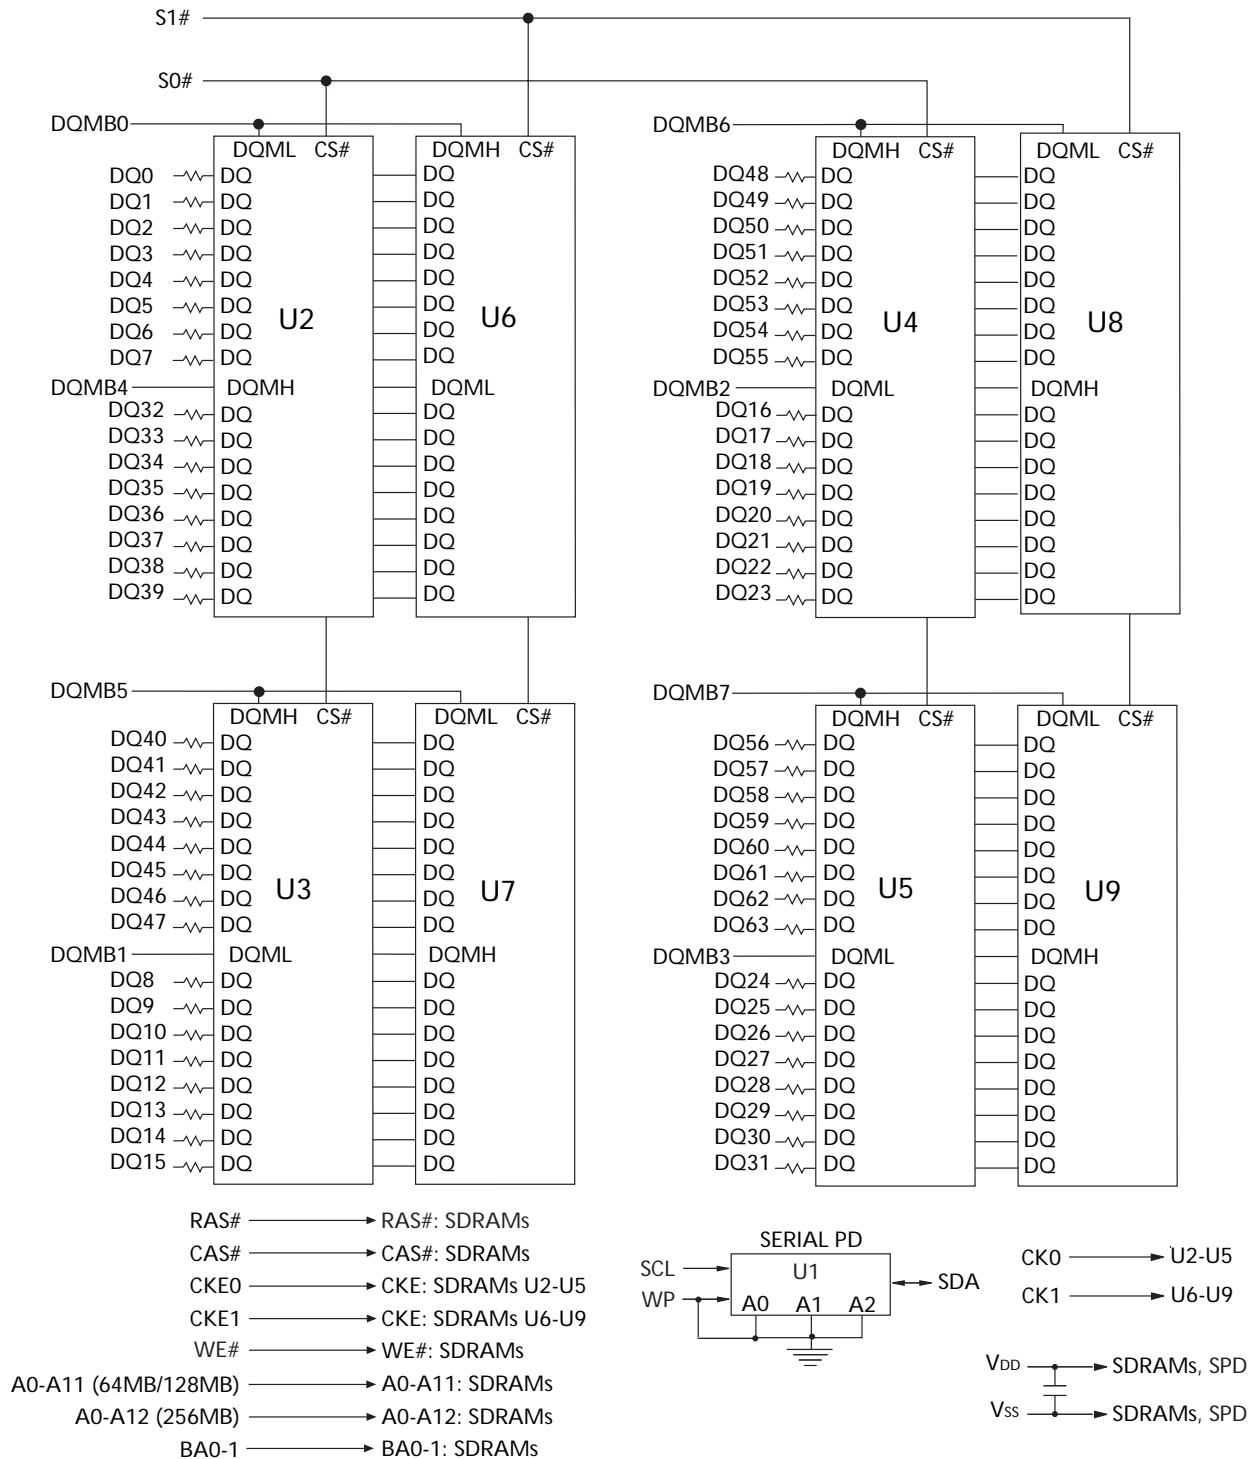 S1#
S0#
DQMB0
DQML CS#
DQMH CS#
DQ0 DQ DQ
DQ1 DQ DQ
DQ2 DQ DQ
DQ3 DQ DQ
DQ4 DQ DQ
DQ5 DQ DQ
U2 U6
DQ6 DQ DQ
DQ7 DQ DQ
DQMB4 DQMH DQML
DQ32 DQ DQ
DQ33 DQ DQ
DQ34 DQ DQ
DQ35 DQ DQ
DQ36 DQ DQ
DQ37 DQ DQ
DQ38 DQ DQ
DQ39 DQ DQ
DQMB6
DQMH CS#
DQML CS#
DQ48 DQ DQ
DQ49 DQ DQ
DQ50 DQ DQ
DQ51 DQ DQ
DQ52 DQ DQ
DQ53 DQ DQ
U4 U8
DQ54 DQ DQ
DQ55 DQ DQ
DQMB2 DQML DQMH
DQ16 DQ DQ
DQ17 DQ DQ
DQ18 DQ DQ
DQ19 DQ DQ
DQ20 DQ DQ
DQ21 DQ DQ
DQ22 DQ DQ
DQ23 DQ DQ
DQMB5
DQMH CS#
DQML CS#
DQ40 DQ DQ
DQ41 DQ DQ
DQ42 DQ DQ
DQ43 DQ DQ
DQ44 DQ DQ
DQ45 DQ DQ
U3 U7
DQ46 DQ DQ
DQ47 DQ DQ
DQMB1 DQML DQMH
DQ8 DQ DQ
DQ9 DQ DQ
DQ10 DQ DQ
DQ11 DQ DQ
DQ12 DQ DQ
DQ13 DQ DQ
DQ14 DQ DQ
DQ15 DQ DQ
DQMB7
DQMH CS#
DQML CS#
DQ56 DQ DQ
DQ57 DQ DQ
DQ58 DQ DQ
DQ59 DQ DQ
DQ60 DQ DQ
DQ61 DQ DQ
U5 U9
DQ62 DQ DQ
DQ63 DQ DQ
DQMB3 DQML DQMH
DQ24 DQ DQ
DQ25 DQ DQ
DQ26 DQ DQ
DQ27 DQ DQ
DQ28 DQ DQ
DQ29 DQ DQ
DQ30 DQ DQ
DQ31 DQ DQ
RAS# RAS#: SDRAMs
CAS# CAS#: SDRAMs
CKE0 CKE: SDRAMs U2-U5
CKE1 CKE: SDRAMs U6-U9
WE# WE#: SDRAMs
A0-A11 (64MB/128MB) A0-A11: SDRAMs
A0-A12 (256MB) A0-A12: SDRAMs
BA0-1 BA0-1: SDRAMs
SERIAL PD
SCL U1 SDA
WP A0 A1 A2
CK0 U2-U5
CK1 U6-U9
VDD SDRAMs, SPD
VSS SDRAMs, SPD